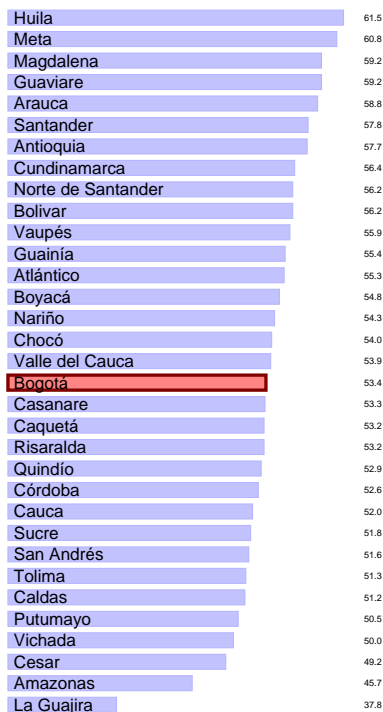 Huila 61.5
Meta 60.8
Magdalena 59.2
Guaviare 59.2
Arauca 58.8
Santander 57.8
Antioquia 57.7
Cundinamarca 56.4
Norte de Santander 56.2
Bolivar 56.2
Vaupés 55.9
Guainía 55.4
Atlántico 55.3
Boyacá 54.8
Nariño 54.3
Chocó 54.0
Valle del Cauca 53.9
Bogotá 53.4
Casanare 53.3
Caquetá 53.2
Risaralda 53.2
Quindío 52.9
Córdoba 52.6
Cauca 52.0
Sucre 51.8
San Andrés 51.6
Tolima 51.3
Caldas 51.2
Putumayo 50.5
Vichada 50.0
Cesar 49.2
Amazonas 45.7
La Guajira 37.8